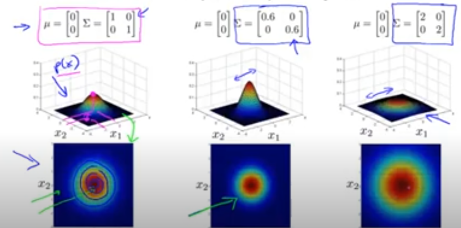 μ = [0 0] Σ = [1 0 0 1]
μ = [0 0] Σ = [0.6 0 0 0.6]
μ = [0 0] Σ = [2 0 0 2]
p(x)
x₂ x₁
x₂ x₁
x₂ x₁
x₂
x₂
x₂